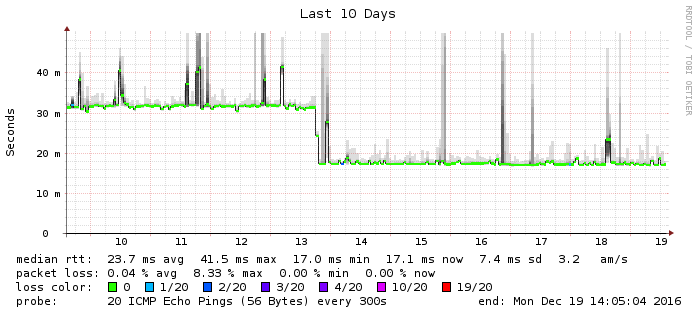 Last 10 Days
RRDTOOL / TOBI OETIKER
Seconds
40 m
30 m
20 m
10 m
0
10 11 12 13 14 15 16 17 18 19
median rtt: 23.7 ms avg 41.5 ms max 17.0 ms min 17.1 ms now 7.4 ms sd 3.2 am/s
packet loss: 0.04 % avg 8.33 % max 0.00 % min 0.00 % now
loss color: 0 1/20 2/20 3/20 4/20 10/20 19/20
probe: 20 ICMP Echo Pings (56 Bytes) every 300s end: Mon Dec 19 14:05:04 2016